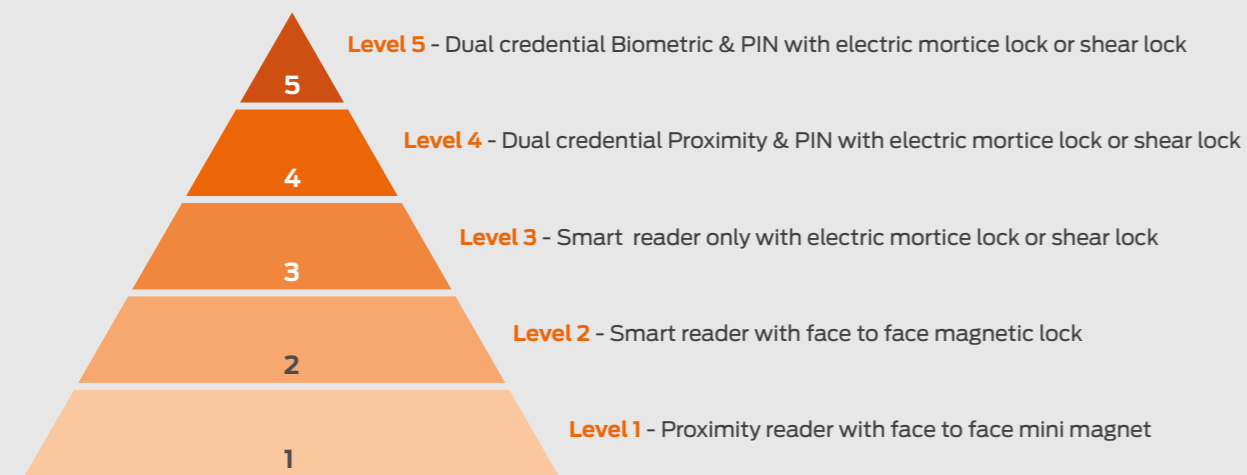 Level 5 - Dual credential Biometric & PIN with electric mortice lock or shear lock
5
Level 4 - Dual credential Proximity & PIN with electric mortice lock or shear lock
4
Level 3 - Smart reader only with electric mortice lock or shear lock
3
Level 2 - Smart reader with face to face magnetic lock
2
Level 1 - Proximity reader with face to face mini magnet
1